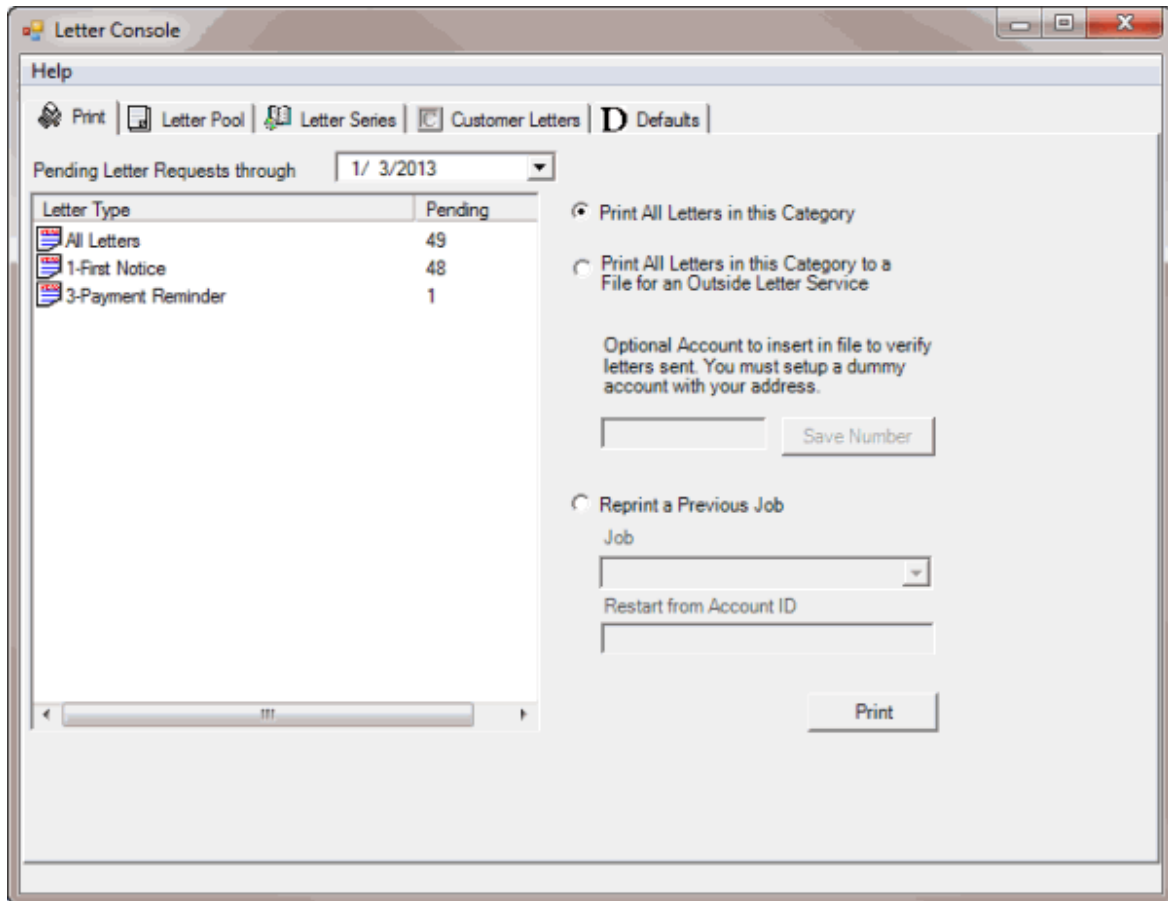 Letter Console
Help
Print
Letter Pool
Letter Series
Customer Letters
D Defaults
Pending Letter Requests through
1/ 3/2013
Letter Type Pending
All Letters 49
1-First Notice 48
3-Payment Reminder 1
Print All Letters in this Category
Print All Letters in this Category to a
File for an Outside Letter Service
Optional Account to insert in file to verify
letters sent. You must setup a dummy
account with your address.
Save Number
Reprint a Previous Job
Job
Restart from Account ID
Print